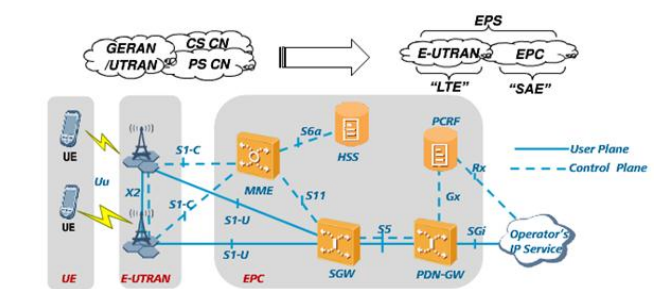 EPS
GERAN
/UTRAN
CS CN
PS CN
E-UTRAN
EPC
"LTE"
"SAE"
UE
UE
Uu
X2
S1-C
S1-C
S1-U
S1-U
MME
S6a
HSS
S11
SGW
S5
PCRF
Gx
Rx
PDN-GW
SGi
Operator's
IP Service
User Plane
Control Plane
UE
E-UTRAN
EPC